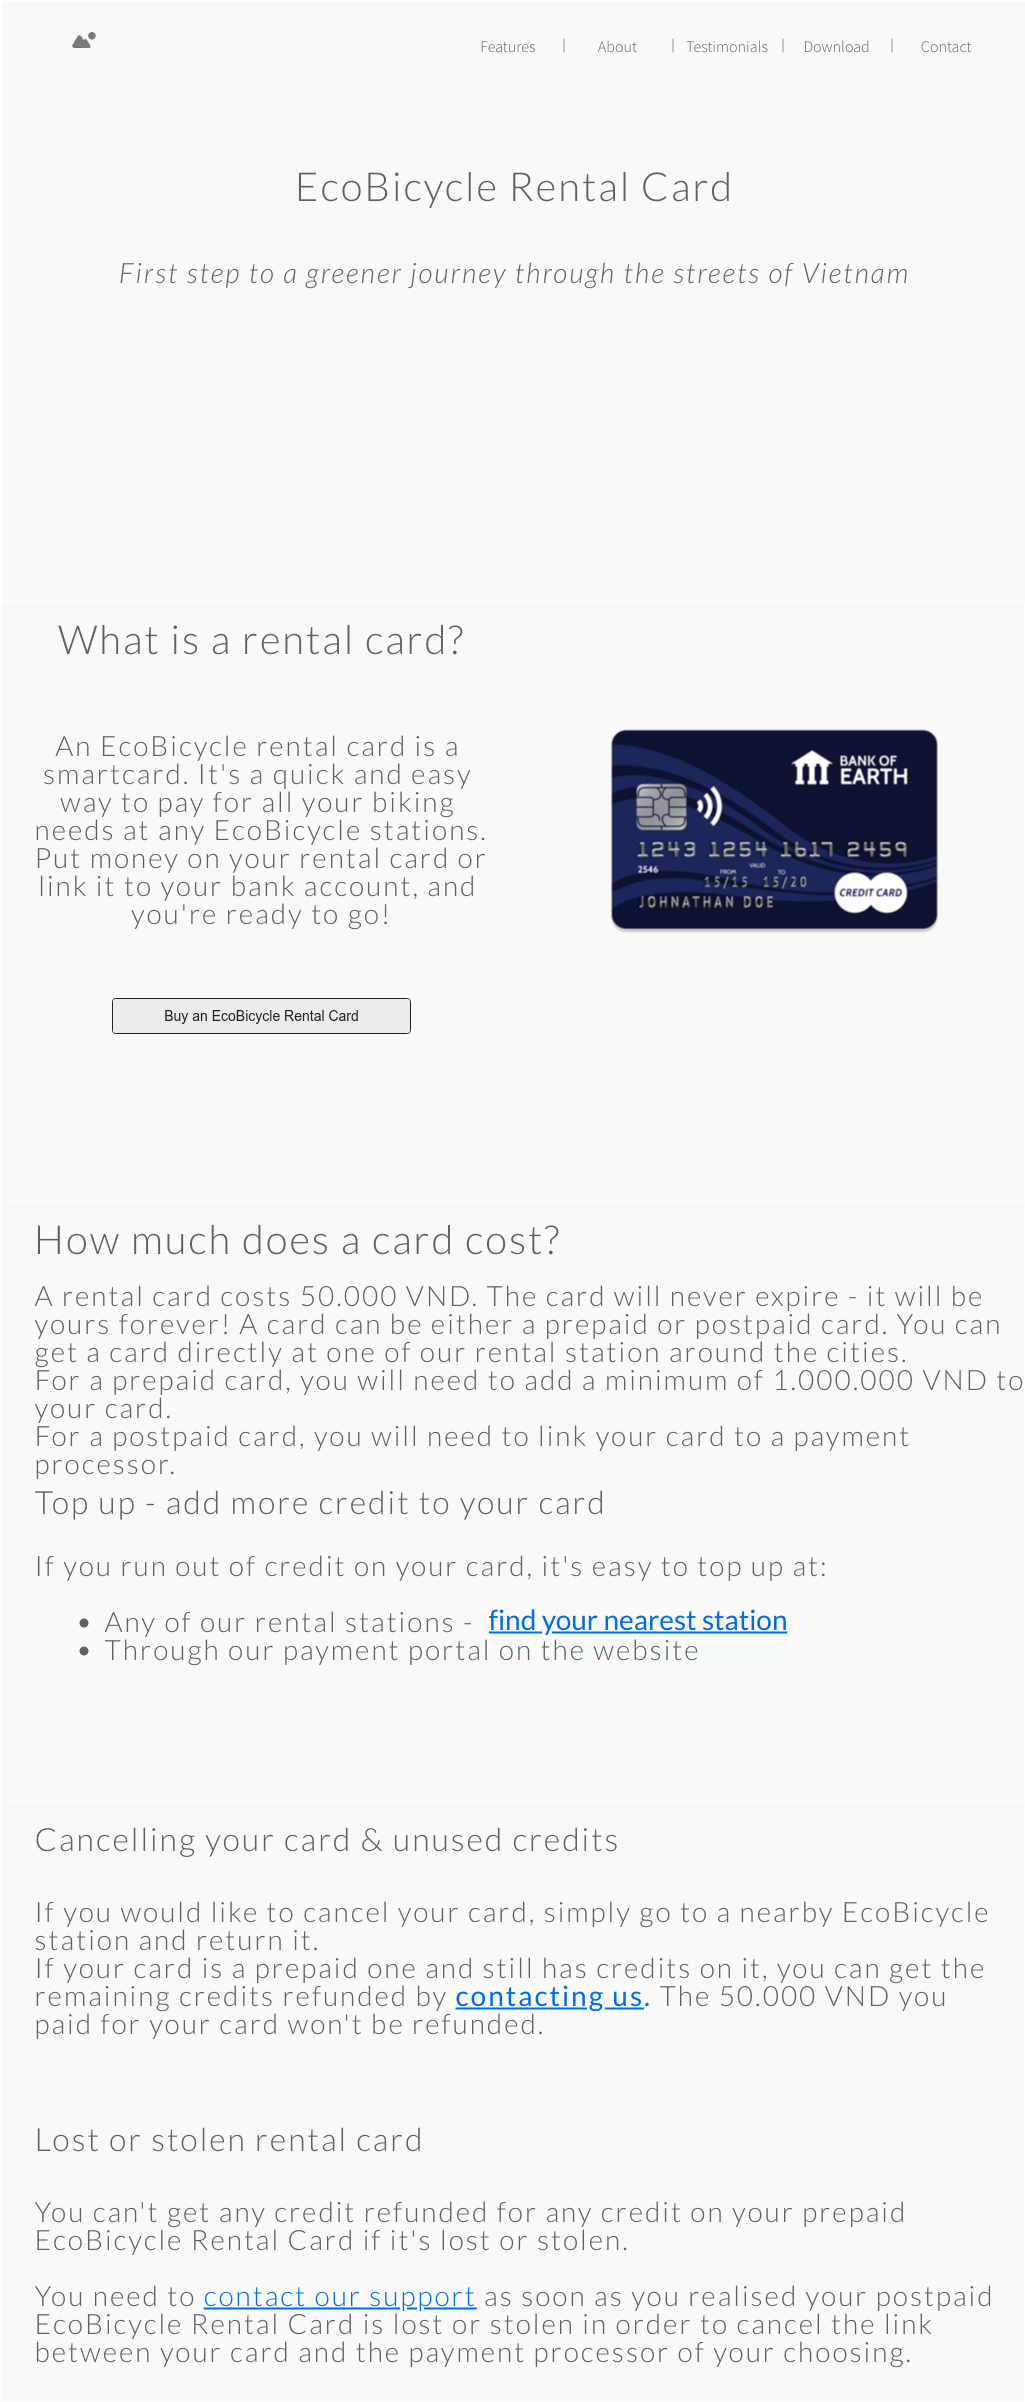 Features | About | Testimonials | Download | Contact
EcoBicycle Rental Card
First step to a greener journey through the streets of Vietnam
What is a rental card?
An EcoBicycle rental card is a
smartcard. It's a quick and easy
way to pay for all your biking
needs at any EcoBicycle stations.
Put money on your rental card or
link it to your bank account, and
you're ready to go!
BANK OF
EARTH
1243 1254 1617 2459
2546
FROM VALID TO
15/15 15/20
JOHNATHAN DOE
CREDIT CARD
Buy an EcoBicycle Rental Card
How much does a card cost?
A rental card costs 50.000 VND. The card will never expire - it will be
yours forever! A card can be either a prepaid or postpaid card. You can
get a card directly at one of our rental station around the cities.
For a prepaid card, you will need to add a minimum of 1.000.000 VND to
your card.
For a postpaid card, you will need to link your card to a payment
processor.
Top up - add more credit to your card
If you run out of credit on your card, it's easy to top up at:
• Any of our rental stations - find your nearest station
• Through our payment portal on the website
Cancelling your card & unused credits
If you would like to cancel your card, simply go to a nearby EcoBicycle
station and return it.
If your card is a prepaid one and still has credits on it, you can get the
remaining credits refunded by contacting us. The 50.000 VND you
paid for your card won't be refunded.
Lost or stolen rental card
You can't get any credit refunded for any credit on your prepaid
EcoBicycle Rental Card if it's lost or stolen.
You need to contact our support as soon as you realised your postpaid
EcoBicycle Rental Card is lost or stolen in order to cancel the link
between your card and the payment processor of your choosing.